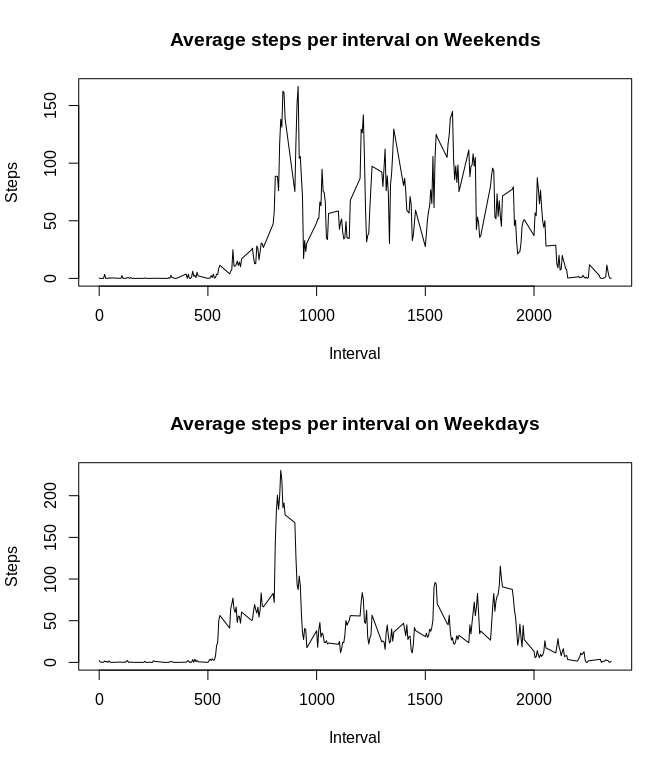 Average steps per interval on Weekends
Steps
0 50 100 150
0 500 1000 1500 2000
Interval
Average steps per interval on Weekdays
Steps
0 50 100 150 200
0 500 1000 1500 2000
Interval